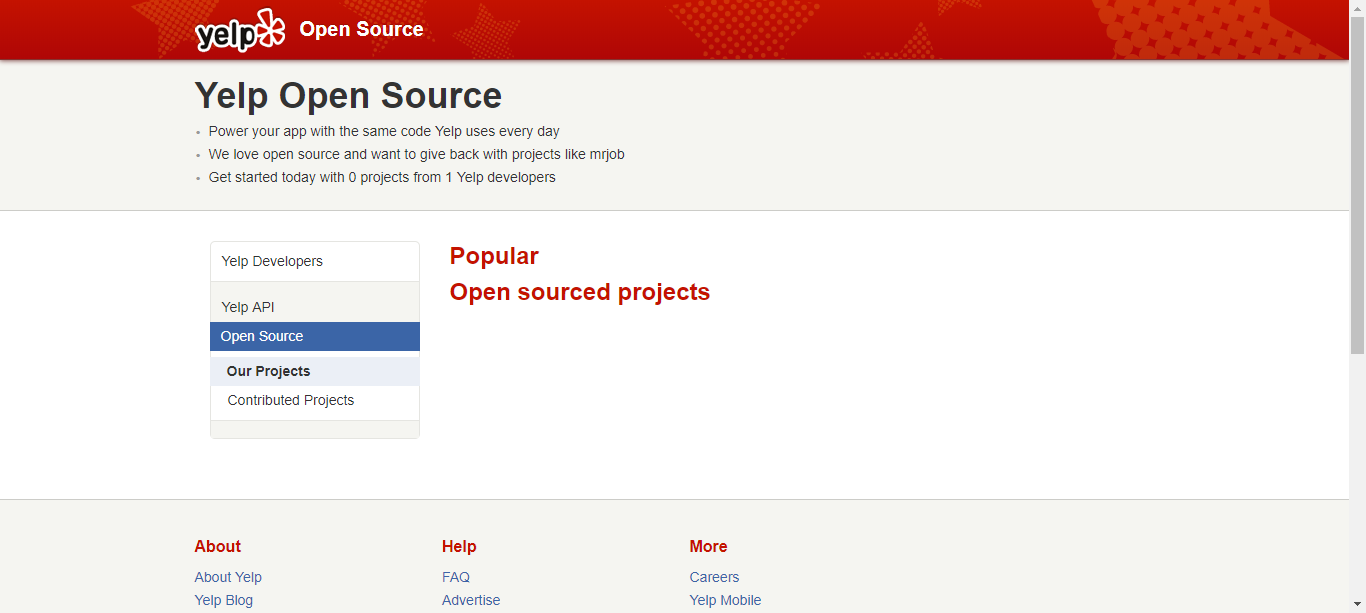 yelp Open Source
Yelp Open Source
Power your app with the same code Yelp uses every day
We love open source and want to give back with projects like mrjob
Get started today with 0 projects from 1 Yelp developers
Yelp Developers
Yelp API
Open Source
Our Projects
Contributed Projects
Popular
Open sourced projects
About
About Yelp
Yelp Blog
Help
FAQ
Advertise
More
Careers
Yelp Mobile